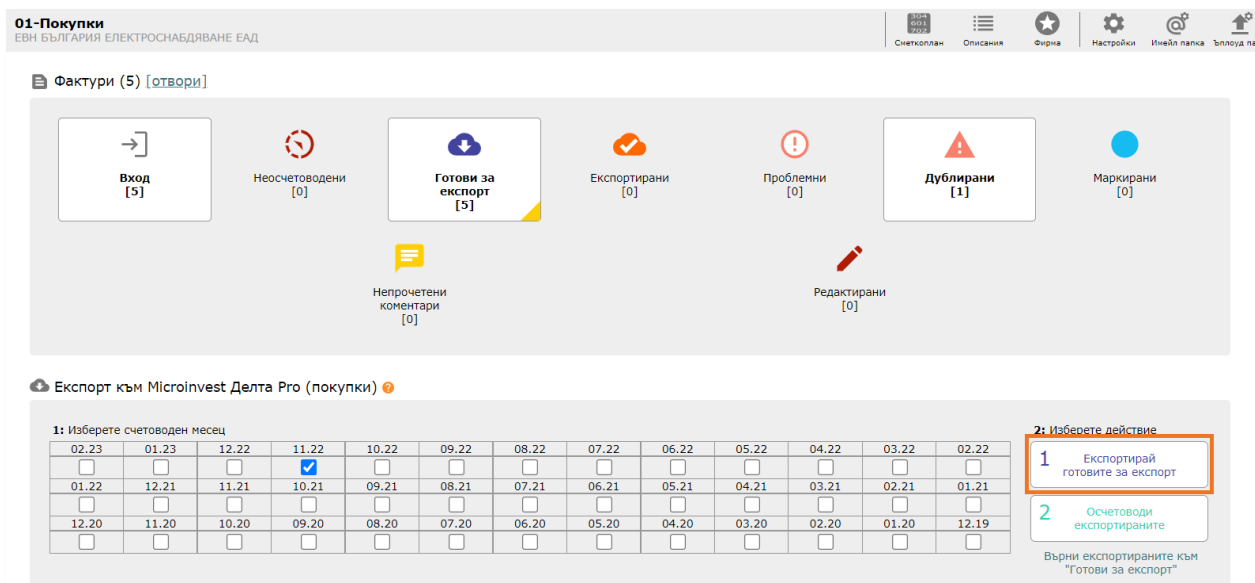 01-Покупки
ЕВН БЪЛГАРИЯ ЕЛЕКТРОСНАБДЯВАНЕ ЕАД
304
601
702
Сметкоплан Описания Фирма Настройки Имейл папка Ъплоуд па
Фактури (5) [отвори]
Вход
[5]
Неосчетоводени
[0]
Готови за
експорт
[5]
Експортирани
[0]
Проблемни
[0]
Дублирани
[1]
Маркирани
[0]
Непрочетени
коментари
[0]
Редактирани
[0]
Експорт към Microinvest Делта Pro (покупки) ?
1: Изберете счетоводен месец
02.23 01.23 12.22 11.22 10.22 09.22 08.22 07.22 06.22 05.22 04.22 03.22 02.22
01.22 12.21 11.21 10.21 09.21 08.21 07.21 06.21 05.21 04.21 03.21 02.21 01.21
12.20 11.20 10.20 09.20 08.20 07.20 06.20 05.20 04.20 03.20 02.20 01.20 12.19
2: Изберете действие
1 Експортирай
готовите за експорт
2 Осчетоводи
експортираните
Върни експортираните към
"Готови за експорт"